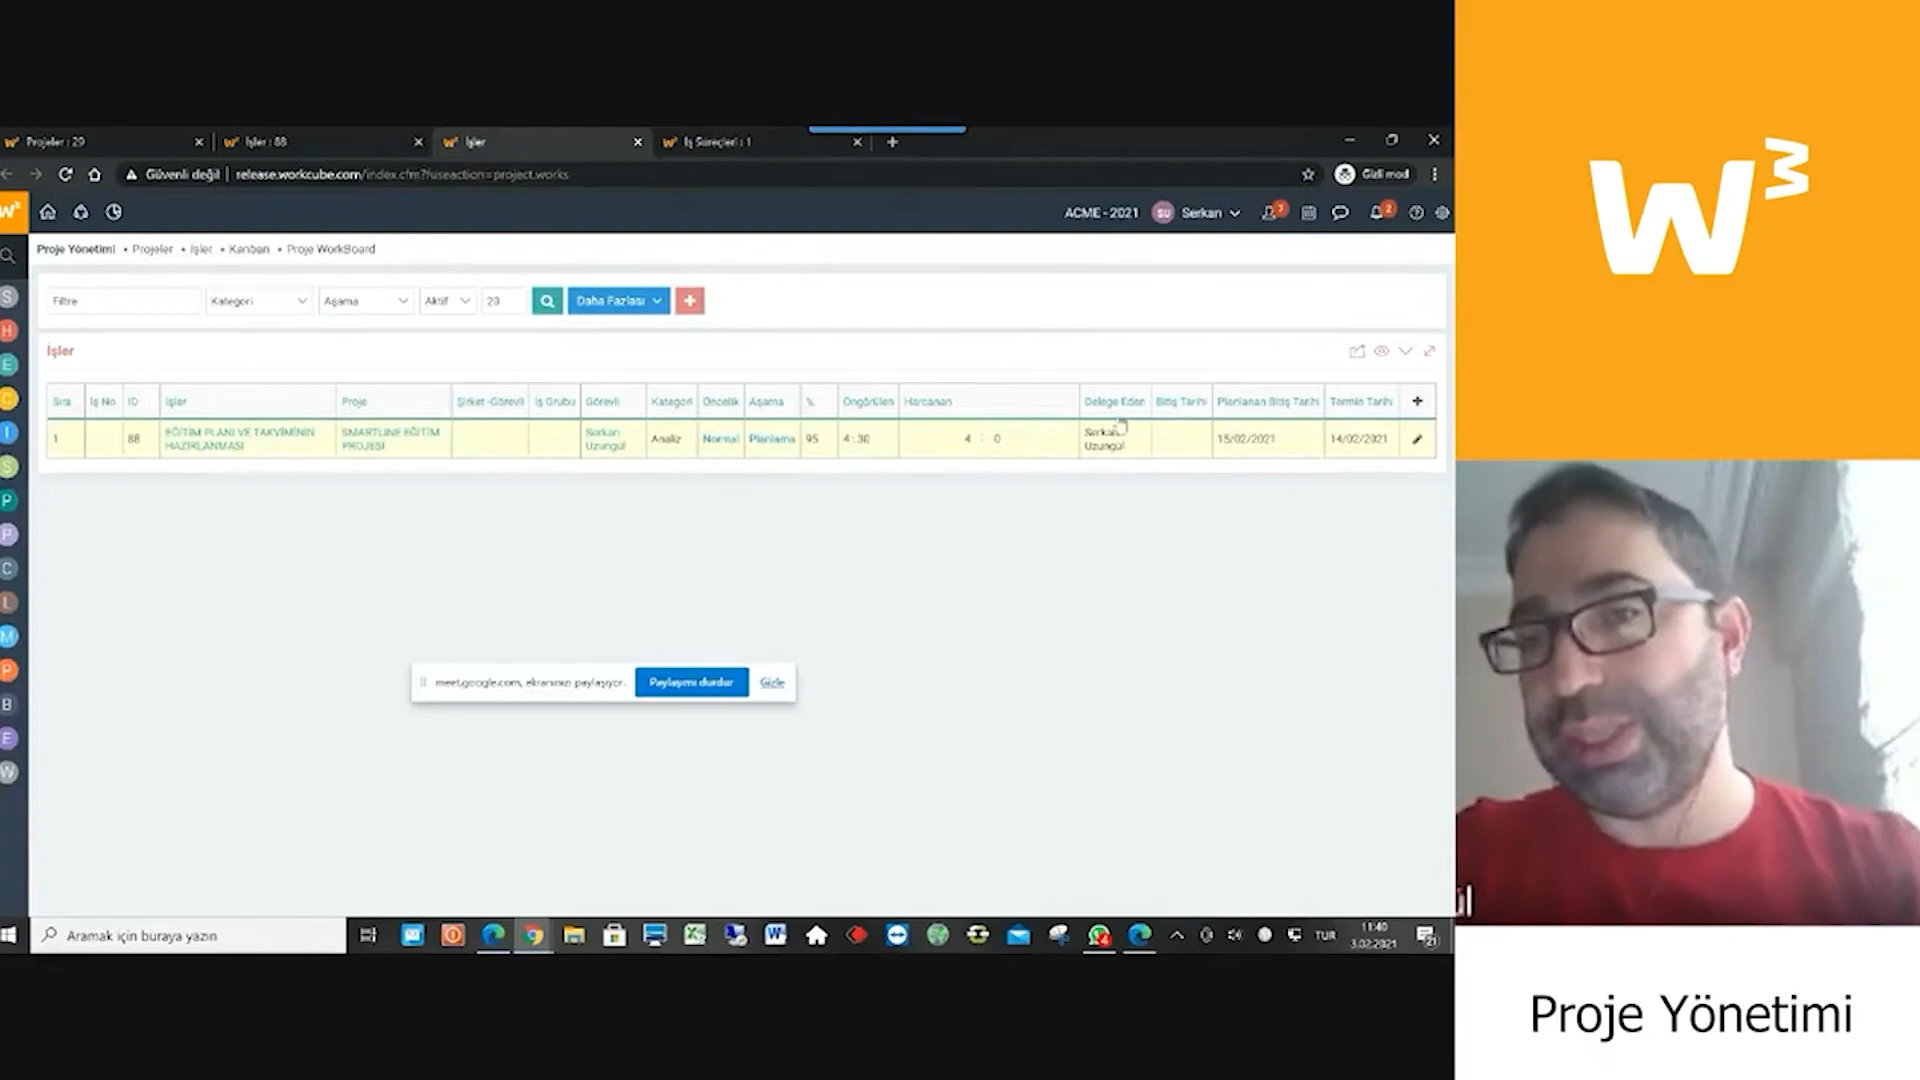 Projeler : 29
İşler : 88
İşler
İş Süreçleri : 1
Güvenli değil | release.workcube.com/index.cfm?fuseaction=project.works
Gizli mod
ACME - 2021 SU Serkan 7 2
Proje Yönetimi • Projeler • İşler • Kanban • Proje WorkBoard
Filtre Kategori Aşama Aktif 20 Daha Fazlası
İşler
Sıra İş No ID İşler Proje Şirket -Görevli İş Grubu Görevli Kategori Öncelik Aşama % Öngörülen Harcanan Delege Eden Bitiş Tarihi Planlanan Bitiş Tarihi Termin Tarihi
1 88 EĞİTİM PLANI VE TAKVİMİNİN HAZIRLANMASI SMARTLINE EĞİTİM PROJESİ Serkan Uzungül Analiz Normal Planlama 95 4 : 30 4 : 0 Serkan Uzungül 15/02/2021 14/02/2021
S
H
E
C
I
S
P
P
C
L
M
P
B
E
W
meet.google.com, ekranınızı paylaşıyor. Paylaşımı durdur Gizle
Aramak için buraya yazın
TUR
11:40
3.02.2021
21
W3
ül
Proje Yönetimi